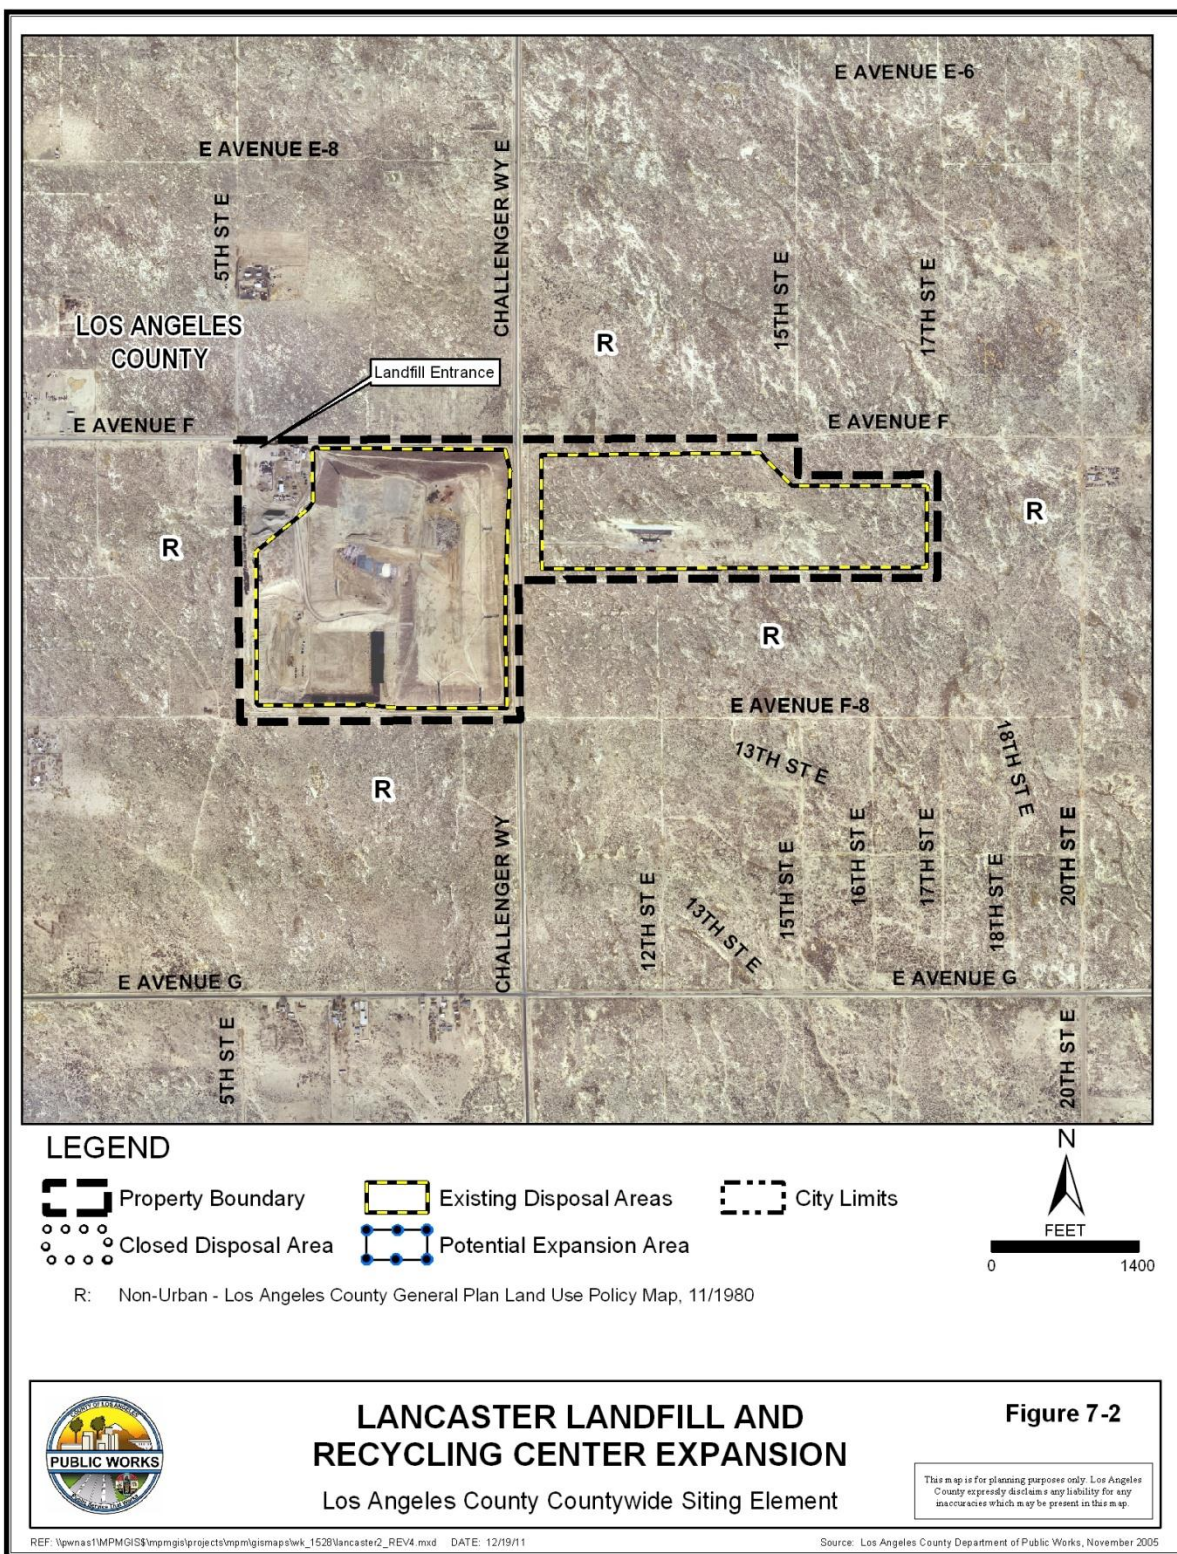 E AVENUE E-6
E AVENUE E-8
CHALLENGER WY E
5TH ST E
15TH ST E
17TH ST E
LOS ANGELES
COUNTY
R
Landfill Entrance
E AVENUE F
E AVENUE F
R
R
R
E AVENUE F-8
13TH ST E
18TH ST E
R
CHALLENGER WY
12TH ST E
13TH ST E
15TH ST E
16TH ST E
17TH ST E
18TH ST E
20TH ST E
E AVENUE G
E AVENUE G
5TH ST E
20TH ST E
LEGEND
Property Boundary
Existing Disposal Areas
City Limits
Closed Disposal Area
Potential Expansion Area
N
FEET
0 1400
R: Non-Urban - Los Angeles County General Plan Land Use Policy Map, 11/1980
COUNTY OF LOS ANGELES
PUBLIC WORKS
LANCASTER LANDFILL AND
RECYCLING CENTER EXPANSION
Los Angeles County Countywide Siting Element
Figure 7-2
This map is for planning purposes only. Los Angeles
County expressly disclaims any liability for any
inaccuracies which may be present in this map.
REF: \\pwnas1\MPMGIS$\mpmgis\projects\mpm\gismaps\wk_1528\lancaster2_REV4.mxd DATE: 12/19/11
Source: Los Angeles County Department of Public Works, November 2005